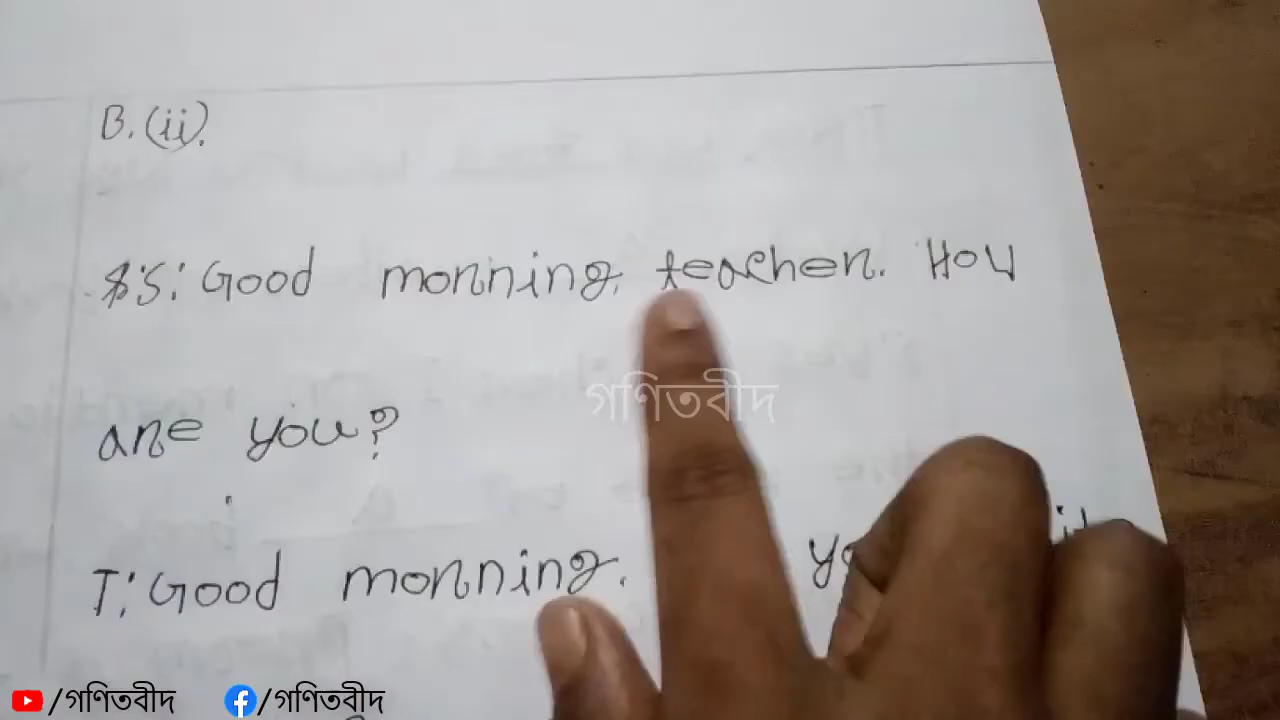 B. (ii).
S: Good morning, teacher. How
are you?
গণিতবীদ
T: Good morning.
/গণিতবীদ /গণিতবীদ